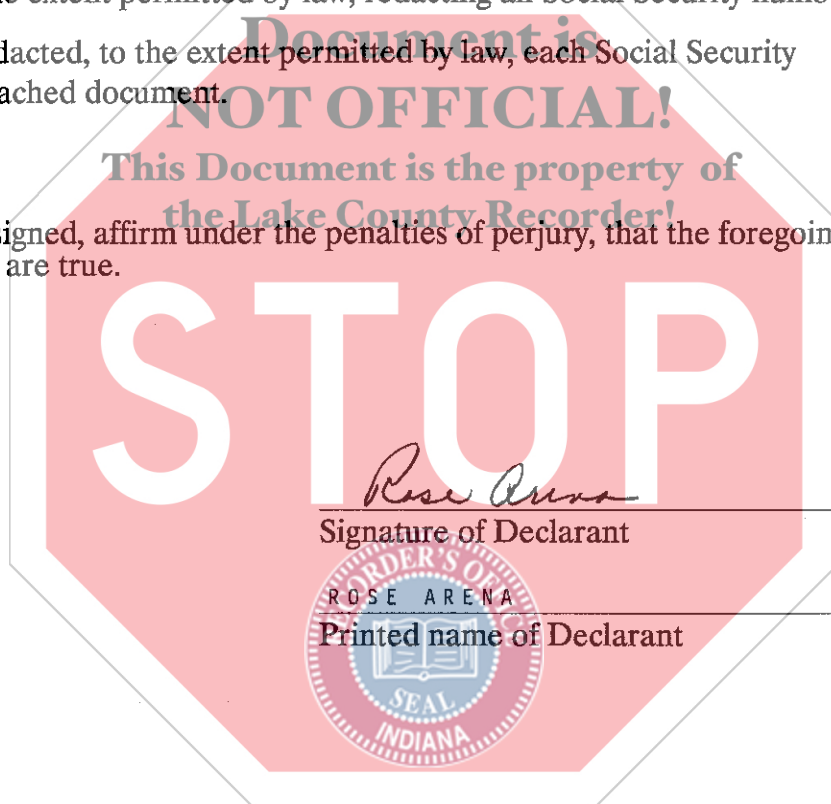 extent permitted by law, redacting all Social Security
Document is
dacted, to the extent permitted by law, each Social Security
ached document.
NOT OFFICIAL!
This Document is the property of
the Lake County Recorder!
signed, affirm under the penalties of perjury, that the foregoin
are true.
STOP
Rose Arena
Signature of Declarant
ROSE ARENA
Printed name of Declarant
RECORDER'S OFFIC
SEAL
INDIANA